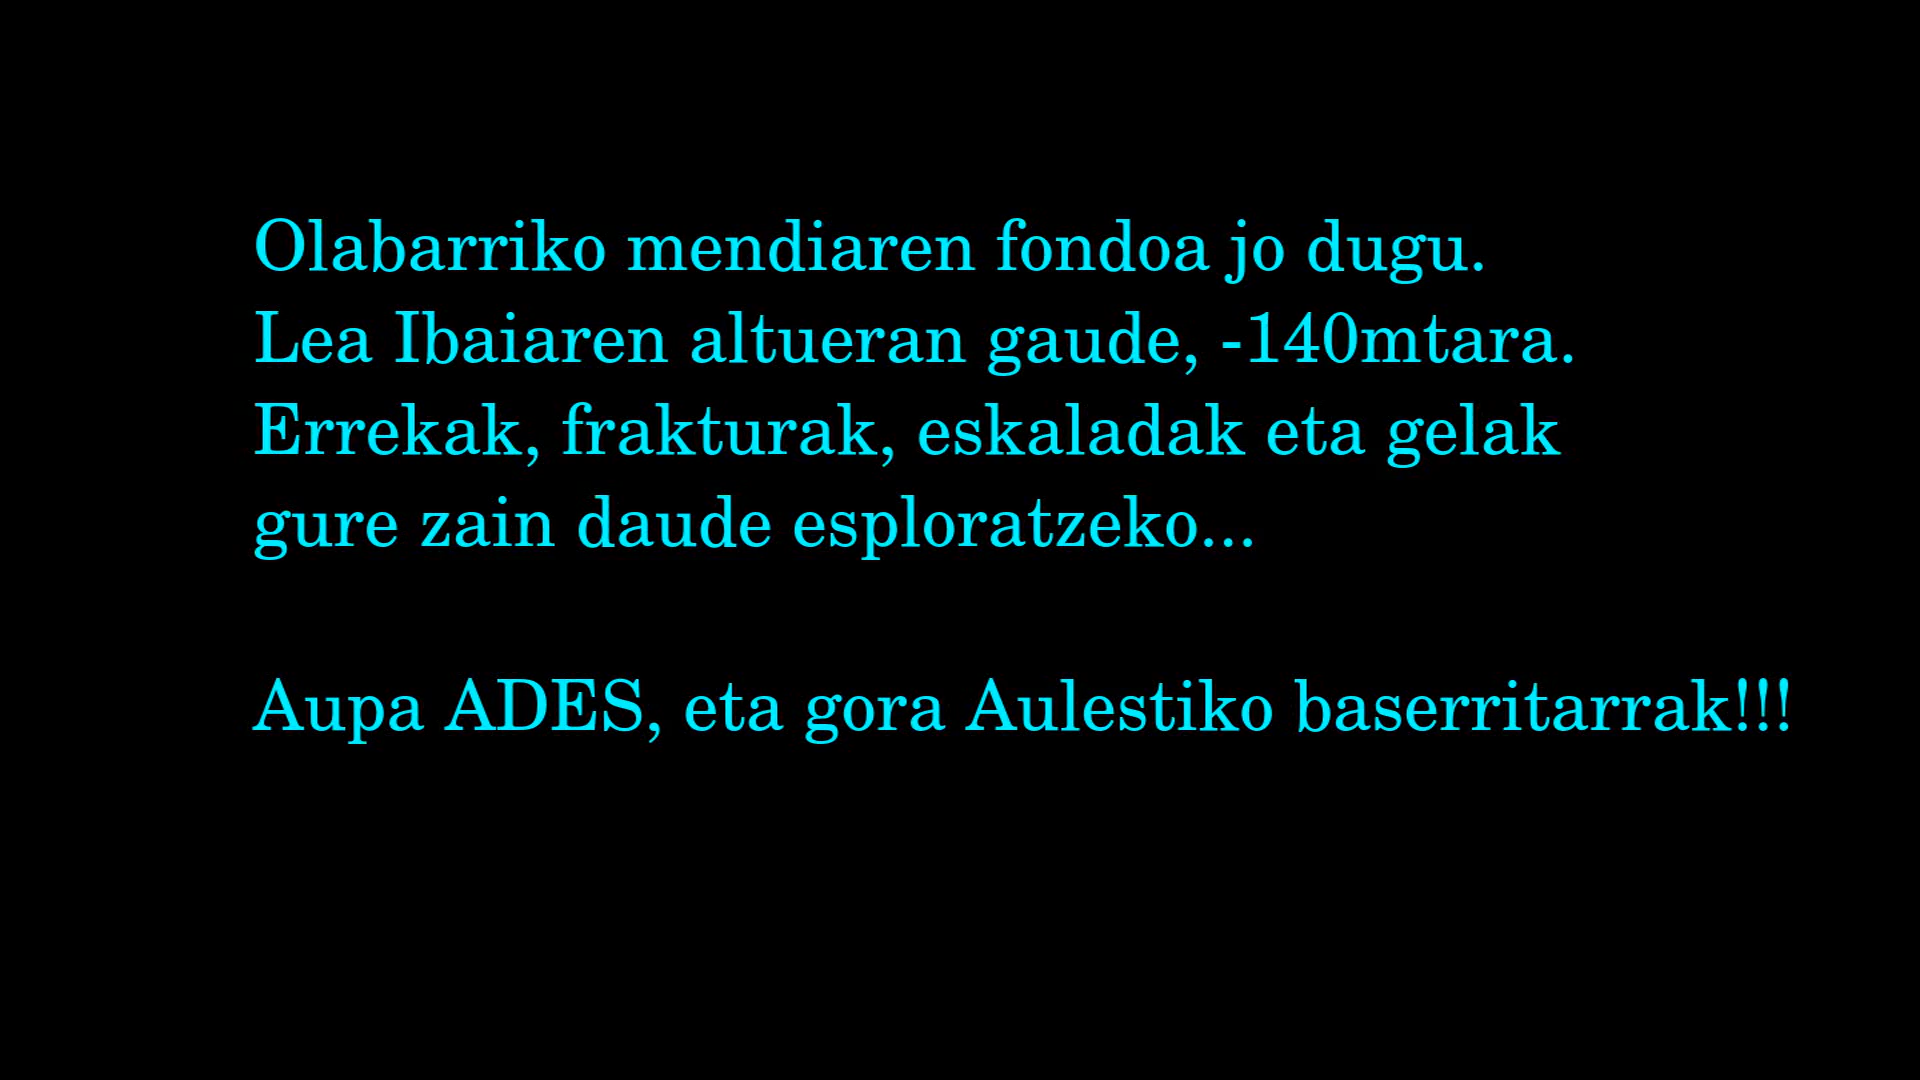 Olabarriko mendiaren fondoa jo dugu.
Lea Ibaiaren altueran gaude, -140mtara.
Errekak, frakturak, eskaladak eta gelak
gure zain daude esploratzeko...
Aupa ADES, eta gora Aulestiko baserritarrak!!!